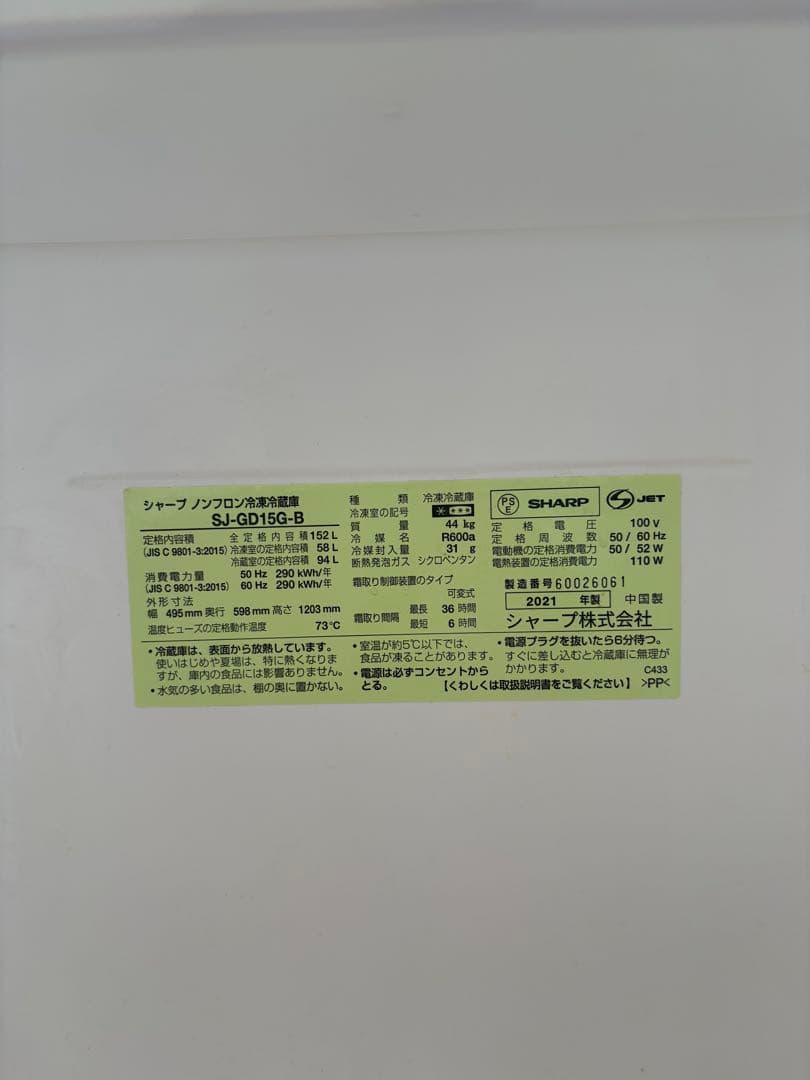 シャープ ノンフロン冷凍冷蔵庫
SJ-GD15G-B
定格内容積 全定格内容積 152 L
(JIS C 9801-3:2015) 冷凍室の定格内容積 58 L
冷蔵室の定格内容積 94 L
消費電力量 50 Hz 290 kWh/年
(JIS C 9801-3:2015) 60 Hz 290 kWh/年
外形寸法
幅 495 mm 奥行 598 mm 高さ 1203 mm
温度ヒューズの定格動作温度 73℃
種類 冷凍冷蔵庫
冷凍室の記号 ＊＊＊＊
質量 44 kg
冷媒名 R600a
冷媒封入量 31 g
断熱発泡ガス シクロペンタン
霜取り制御装置のタイプ
可変式
霜取り間隔 最長 36 時間
最短 6 時間
PSE SHARP JET
定格電圧 100 V
定格周波数 50 / 60 Hz
電動機の定格消費電力 50 / 52 W
電熱装置の定格消費電力 110 W
製造番号 60026061
2021 年製 中国製
シャープ株式会社
・冷蔵庫は、表面から放熱しています。
使いはじめや夏場は、特に熱くなりま
すが、庫内の食品には影響ありません。
・水気の多い食品は、棚の奥に置かない。
・室温が約5℃以下では、
食品が凍ることがあります。
・電源は必ずコンセントから
とる。
・電源プラグを抜いたら6分待つ。
すぐに差し込むと冷蔵庫に無理が
かかります。 C433
【くわしくは取扱説明書をご覧ください】 >PP<